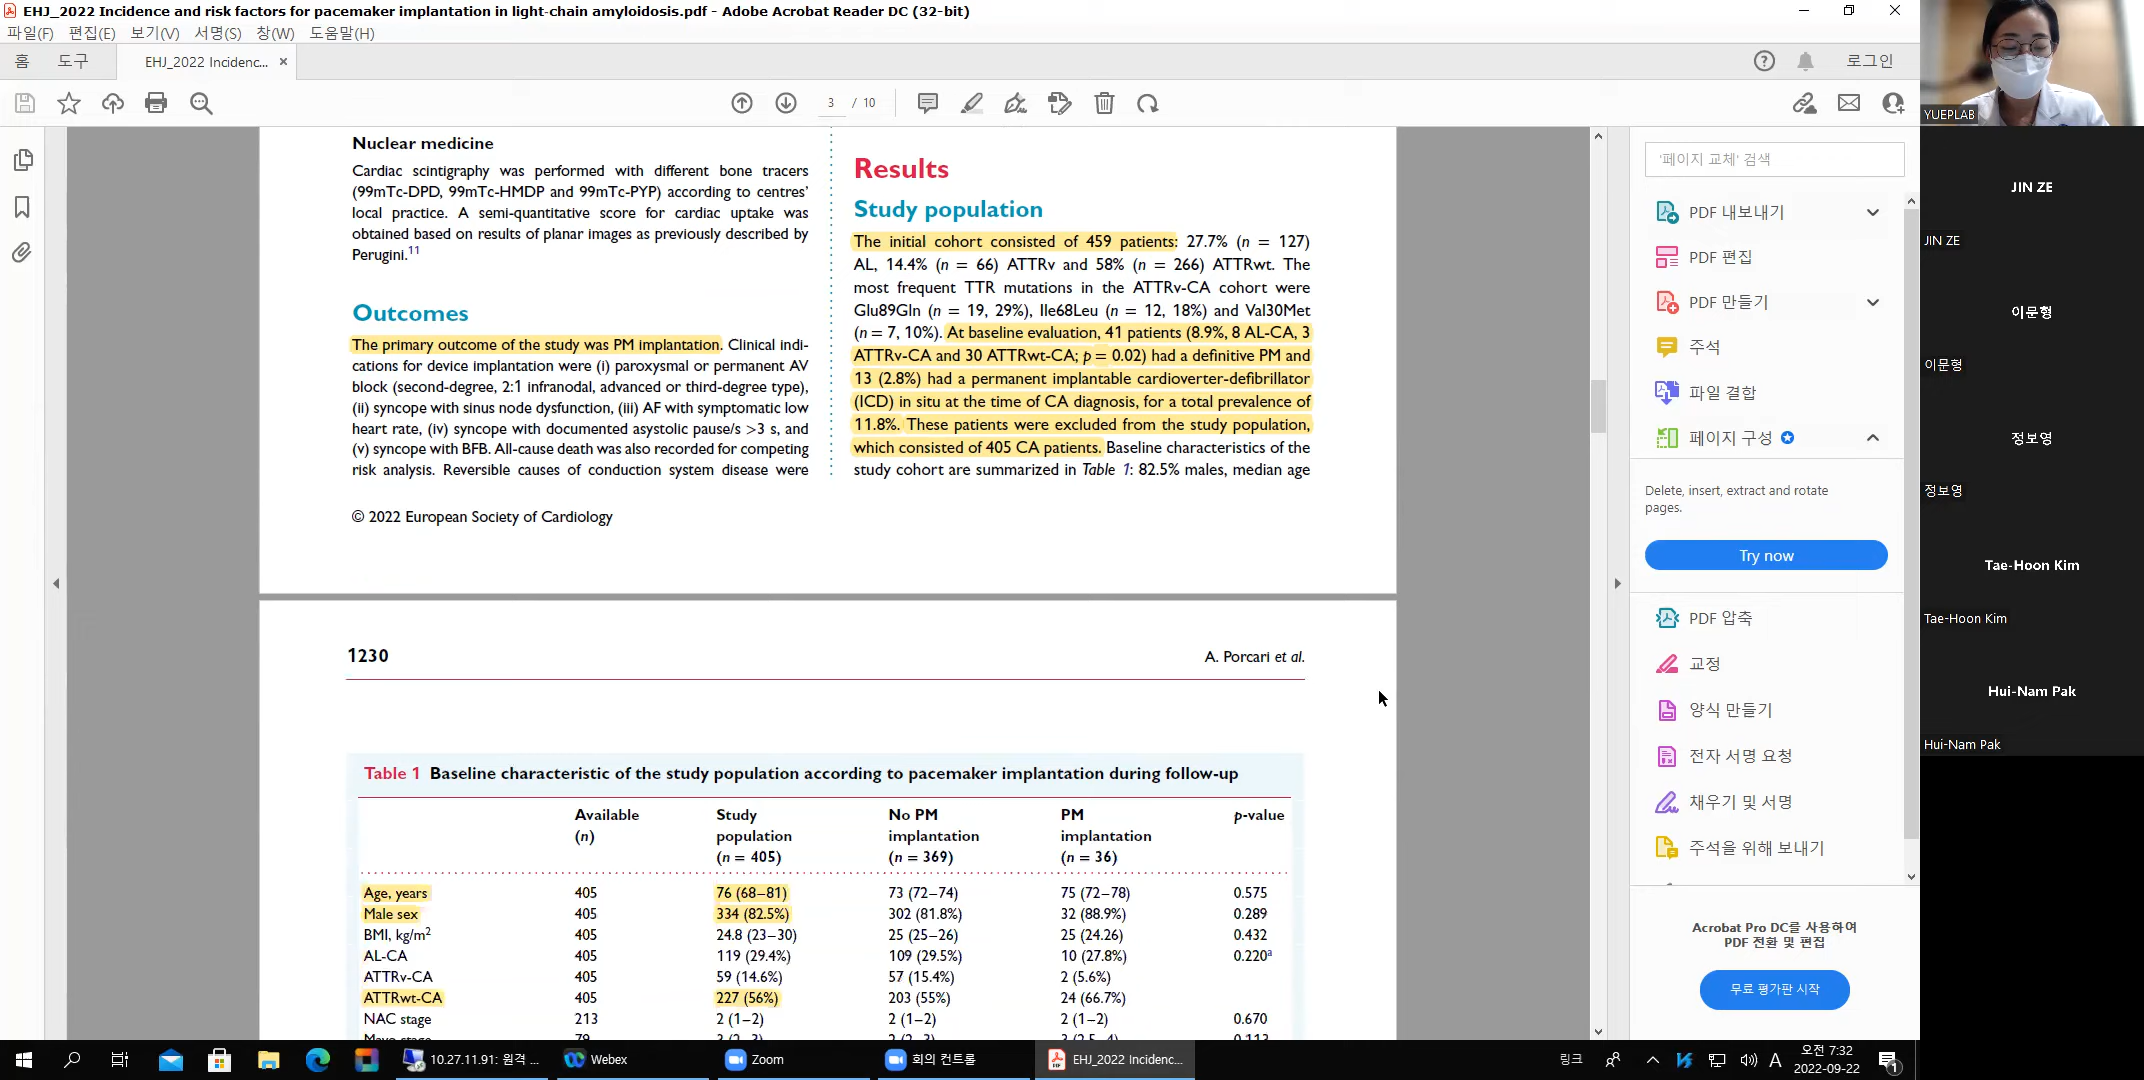 EHJ_2022 Incidence and risk factors for pacemaker implantation in light-chain amyloidosis.pdf - Adobe Acrobat Reader DC (32-bit)
파일(F) 편집(E) 보기(V) 서명(S) 창(W) 도움말(H)
홈 도구 EHJ_2022 Incidenc... × 로그인
3 / 10
Nuclear medicine
Cardiac scintigraphy was performed with different bone tracers
(99mTc-DPD, 99mTc-HMDP and 99mTc-PYP) according to centres'
local practice. A semi-quantitative score for cardiac uptake was
obtained based on results of planar images as previously described by
Perugini.11
Outcomes
The primary outcome of the study was PM implantation. Clinical indi-
cations for device implantation were (i) paroxysmal or permanent AV
block (second-degree, 2:1 infranodal, advanced or third-degree type),
(ii) syncope with sinus node dysfunction, (iii) AF with symptomatic low
heart rate, (iv) syncope with documented asystolic pause/s >3 s, and
(v) syncope with BFB. All-cause death was also recorded for competing
risk analysis. Reversible causes of conduction system disease were
© 2022 European Society of Cardiology
Results
Study population
The initial cohort consisted of 459 patients: 27.7% (n = 127)
AL, 14.4% (n = 66) ATTRv and 58% (n = 266) ATTRwt. The
most frequent TTR mutations in the ATTRv-CA cohort were
Glu89Gln (n = 19, 29%), Ile68Leu (n = 12, 18%) and Val30Met
(n = 7, 10%). At baseline evaluation, 41 patients (8.9%, 8 AL-CA, 3
ATTRv-CA and 30 ATTRwt-CA; p = 0.02) had a definitive PM and
13 (2.8%) had a permanent implantable cardioverter-defibrillator
(ICD) in situ at the time of CA diagnosis, for a total prevalence of
11.8%. These patients were excluded from the study population,
which consisted of 405 CA patients. Baseline characteristics of the
study cohort are summarized in Table 1: 82.5% males, median age
1230 A. Porcari et al.
Table 1 Baseline characteristic of the study population according to pacemaker implantation during follow-up
Available Study No PM PM p-value
(n) population implantation implantation
(n = 405) (n = 369) (n = 36)
Age, years 405 76 (68–81) 73 (72–74) 75 (72–78) 0.575
Male sex 405 334 (82.5%) 302 (81.8%) 32 (88.9%) 0.289
BMI, kg/m2 405 24.8 (23–30) 25 (25–26) 25 (24.26) 0.432
AL-CA 405 119 (29.4%) 109 (29.5%) 10 (27.8%) 0.220a
ATTRv-CA 405 59 (14.6%) 57 (15.4%) 2 (5.6%)
ATTRwt-CA 405 227 (56%) 203 (55%) 24 (66.7%)
NAC stage 213 2 (1–2) 2 (1–2) 2 (1–2) 0.670
'페이지 교체' 검색
PDF 내보내기
PDF 편집
PDF 만들기
주석
파일 결합
페이지 구성
Delete, insert, extract and rotate
pages.
Try now
PDF 압축
교정
양식 만들기
전자 서명 요청
채우기 및 서명
주석을 위해 보내기
Acrobat Pro DC를 사용하여
PDF 전환 및 편집
무료 평가판 시작
YUEPLAB
JIN ZE
JIN ZE
이문형
이문형
정보영
정보영
Tae-Hoon Kim
Tae-Hoon Kim
Hui-Nam Pak
Hui-Nam Pak
10.27.11.91: 원격 ... Webex Zoom 회의 컨트롤 EHJ_2022 Incidenc... 링크 A 오전 7:32
2022-09-22
1